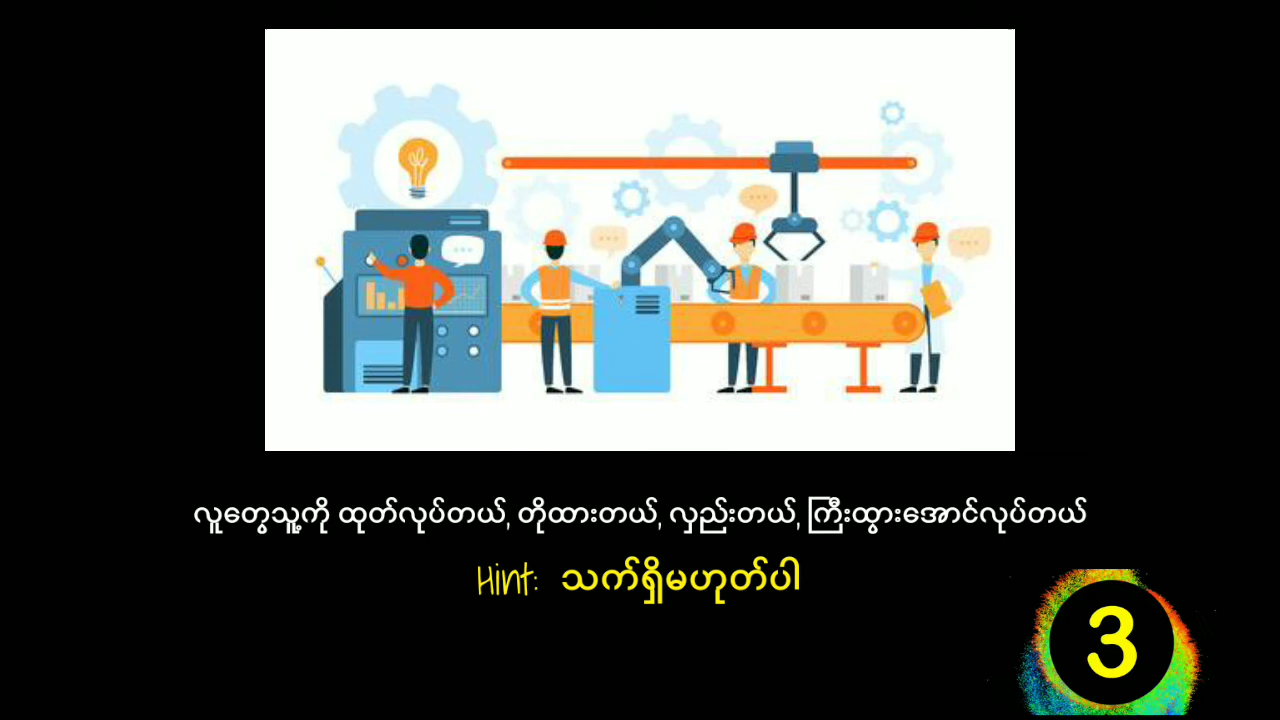 လူတွေသူ့ကို ထုတ်လုပ်တယ်, တိုထားတယ်, လှည်းတယ်, ကြီးထွားအောင်လုပ်တယ်
Hint: သက်ရှိမဟုတ်ပါ
3